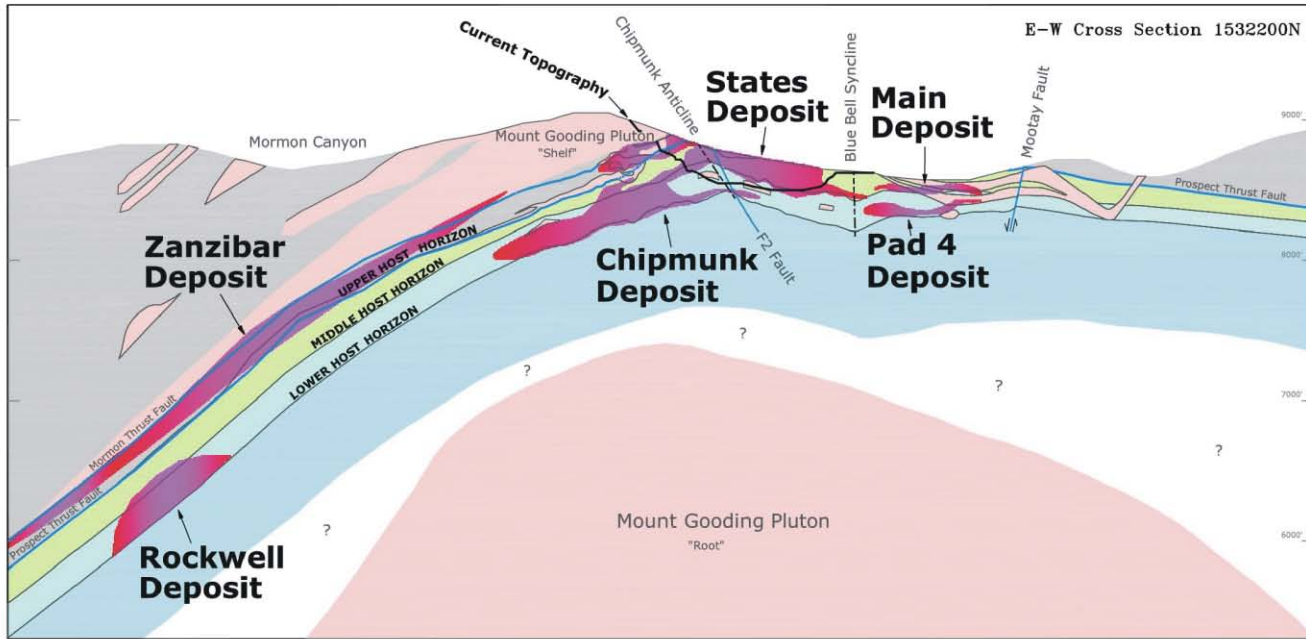 E-W Cross Section 1532200N
Current Topography
Chipmunk Anticline
States
Deposit
Blue Bell Syncline
Main
Deposit
Mootay Fault
9000'
Mormon Canyon
Mount Gooding Pluton
"Shelf"
Prospect Thrust Fault
Zanzibar
Deposit
UPPER HOST HORIZON
MIDDLE HOST HORIZON
LOWER HOST HORIZON
Chipmunk
Deposit
F2 Fault
Pad 4
Deposit
8000'
?
?
?
7000'
Mormon Thrust Fault
Prospect Thrust Fault
?
?
Rockwell
Deposit
Mount Gooding Pluton
"Root"
6000'